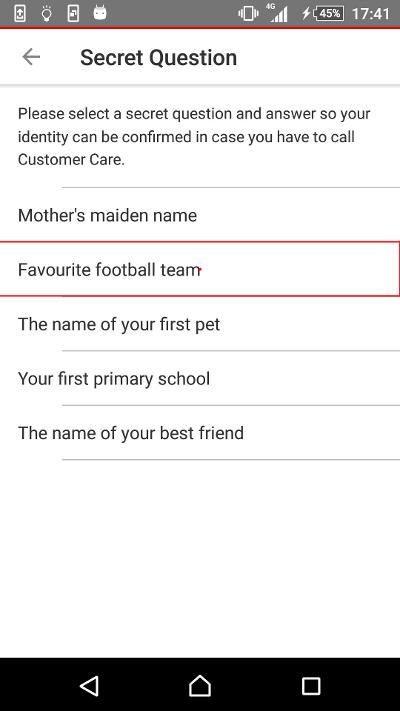 4G
45%
17:41
Secret Question
Please select a secret question and answer so your
identity can be confirmed in case you have to call
Customer Care.
Mother's maiden name
Favourite football team
The name of your first pet
Your first primary school
The name of your best friend